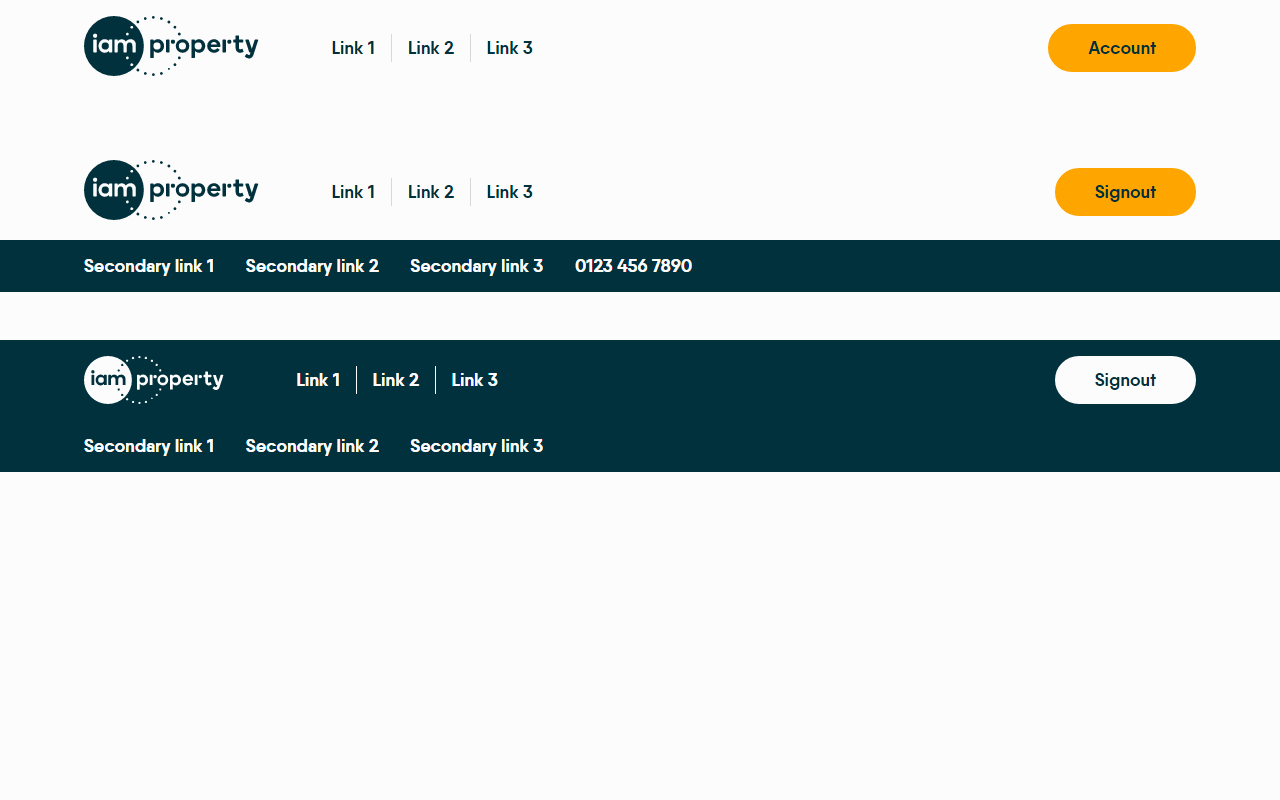 iam property Link 1 Link 2 Link 3 Account
iam property Link 1 Link 2 Link 3 Signout
Secondary link 1 Secondary link 2 Secondary link 3 0123 456 7890
iam property Link 1 Link 2 Link 3 Signout
Secondary link 1 Secondary link 2 Secondary link 3